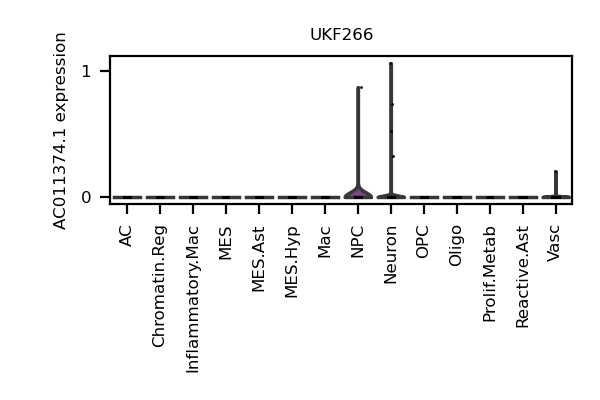 UKF266
AC011374.1 expression
1
0
AC
Chromatin.Reg
Inflammatory.Mac
MES
MES.Ast
MES.Hyp
Mac
NPC
Neuron
OPC
Oligo
Prolif.Metab
Reactive.Ast
Vasc